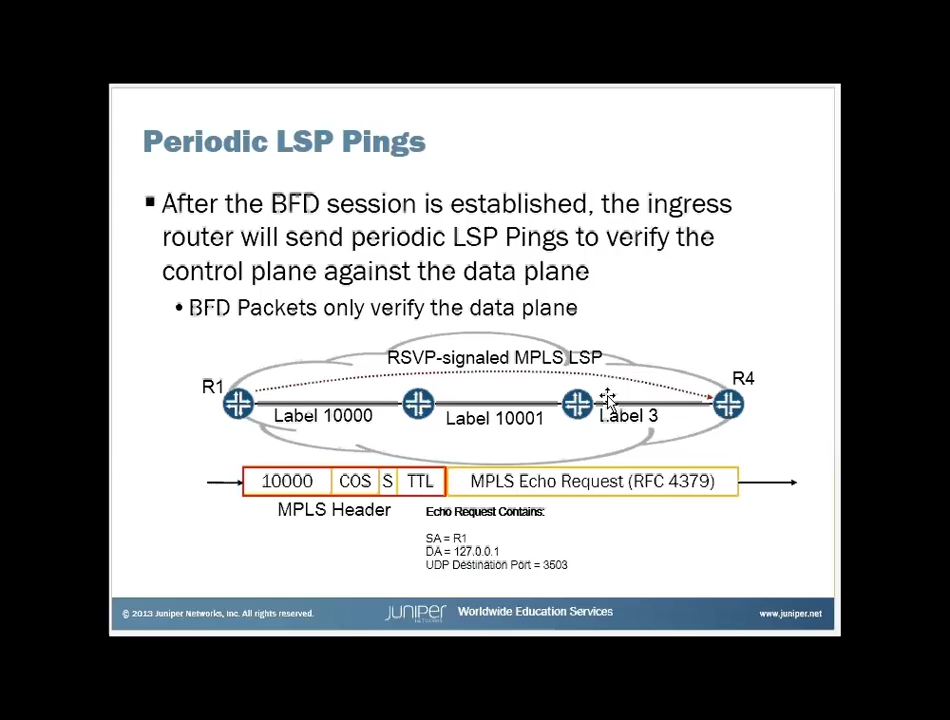 Periodic LSP Pings
▪ After the BFD session is established, the ingress
router will send periodic LSP Pings to verify the
control plane against the data plane
• BFD Packets only verify the data plane
RSVP-signaled MPLS LSP
R1
R4
Label 10000
Label 10001
Label 3
10000 COS S TTL MPLS Echo Request (RFC 4379)
MPLS Header
Echo Request Contains:
SA = R1
DA = 127.0.0.1
UDP Destination Port = 3503
© 2013 Juniper Networks, Inc. All rights reserved.
JUNIPER NETWORKS
Worldwide Education Services
www.juniper.net